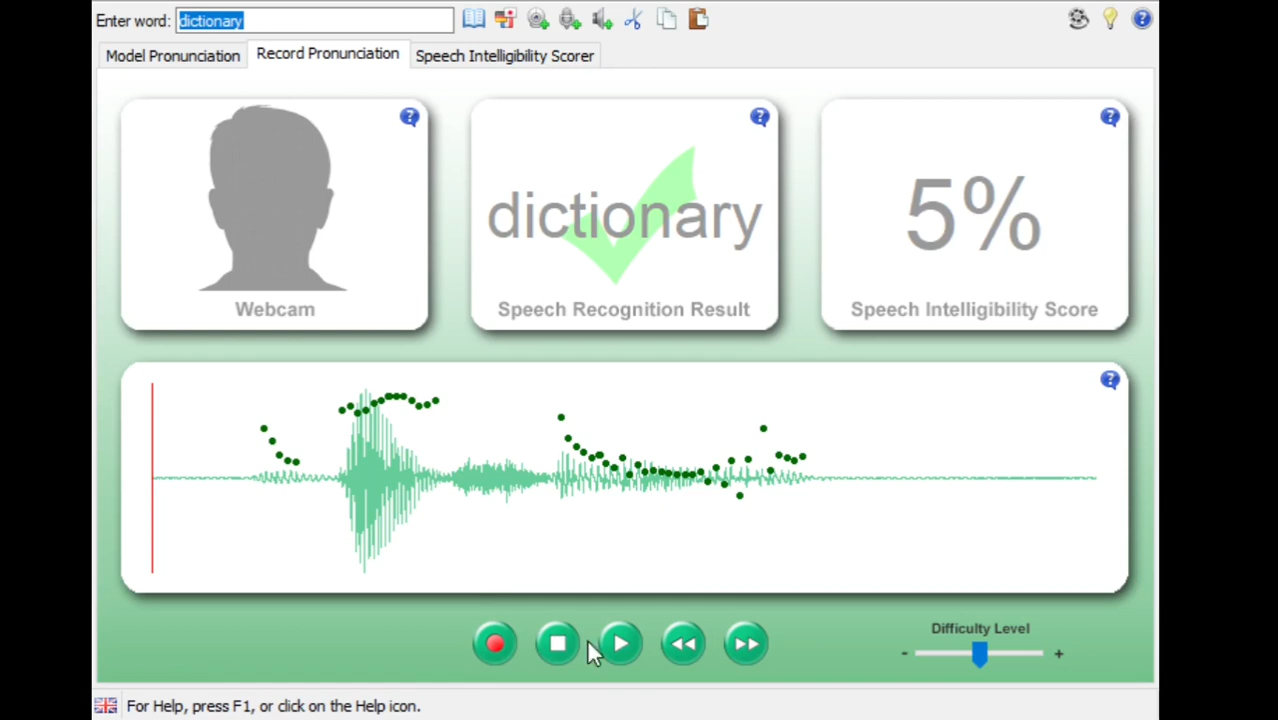 Enter word: dictionary
Model Pronunciation Record Pronunciation Speech Intelligibility Scorer
Webcam
dictionary
Speech Recognition Result
5%
Speech Intelligibility Score
Difficulty Level
- +
For Help, press F1, or click on the Help icon.